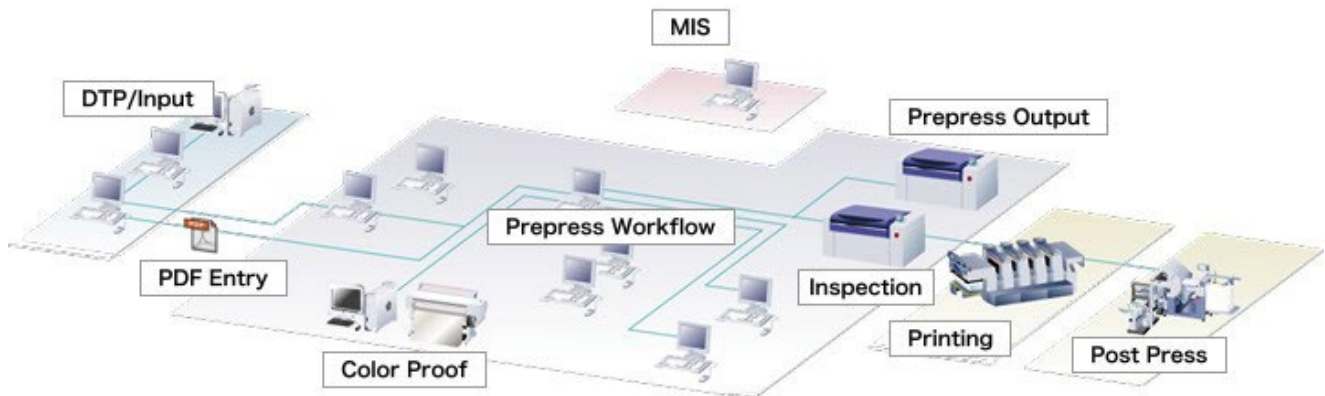 MIS
DTP/Input
Prepress Output
Prepress Workflow
PDF Entry
Inspection
Printing
Color Proof
Post Press